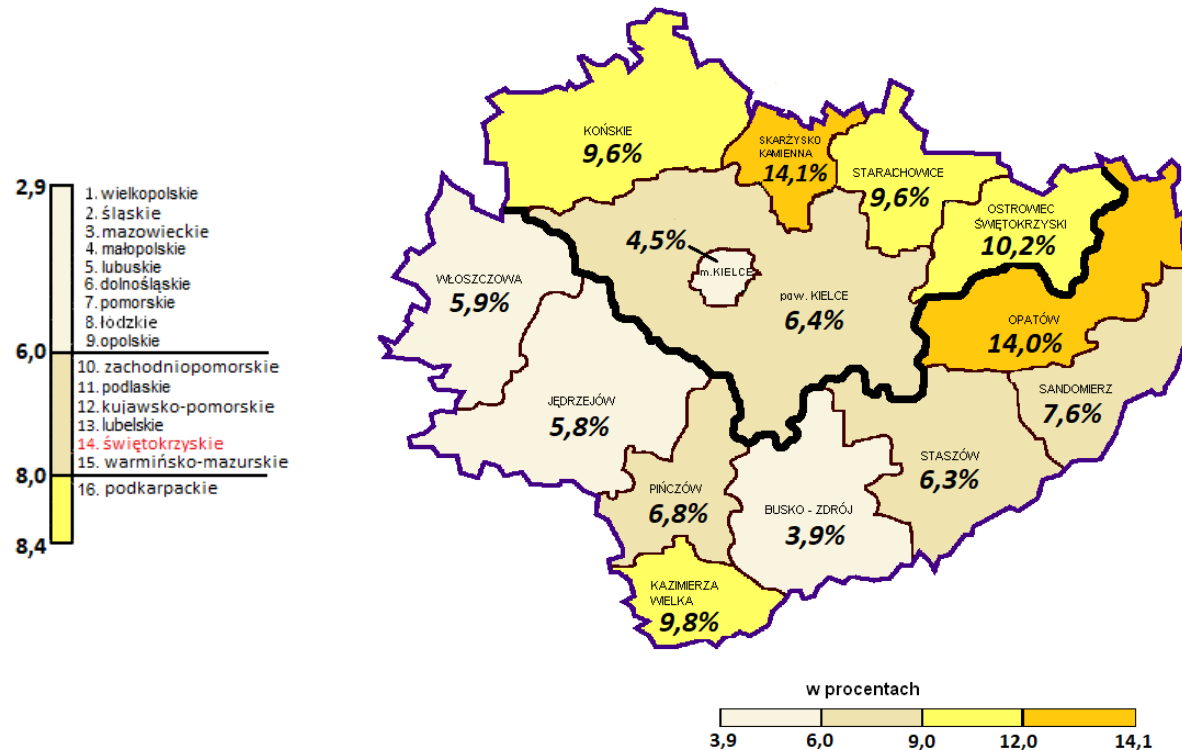 2,9
1. wielkopolskie
2. śląskie
3. mazowieckie
4. małopolskie
5. lubuskie
6. dolnośląskie
7. pomorskie
8. łódzkie
9. opolskie
6,0
10. zachodniopomorskie
11. podlaskie
12. kujawsko-pomorskie
13. lubelskie
14. świętokrzyskie
15. warmińsko-mazurskie
8,0
16. podkarpackie
8,4
KOŃSKIE
9,6%
SKARŻYSKO
KAMIENNA
14,1%
STARACHOWICE
9,6%
OSTROWIEC
ŚWIĘTOKRZYSKI
10,2%
4,5%
m.KIELCE
WŁOSZCZOWA
5,9%
pow. KIELCE
6,4%
OPATÓW
14,0%
SANDOMIERZ
7,6%
JĘDRZEJÓW
5,8%
STASZÓW
6,3%
PIŃCZÓW
6,8%
BUSKO - ZDRÓJ
3,9%
KAZIMIERZA
WIELKA
9,8%
w procentach
3,9 6,0 9,0 12,0 14,1